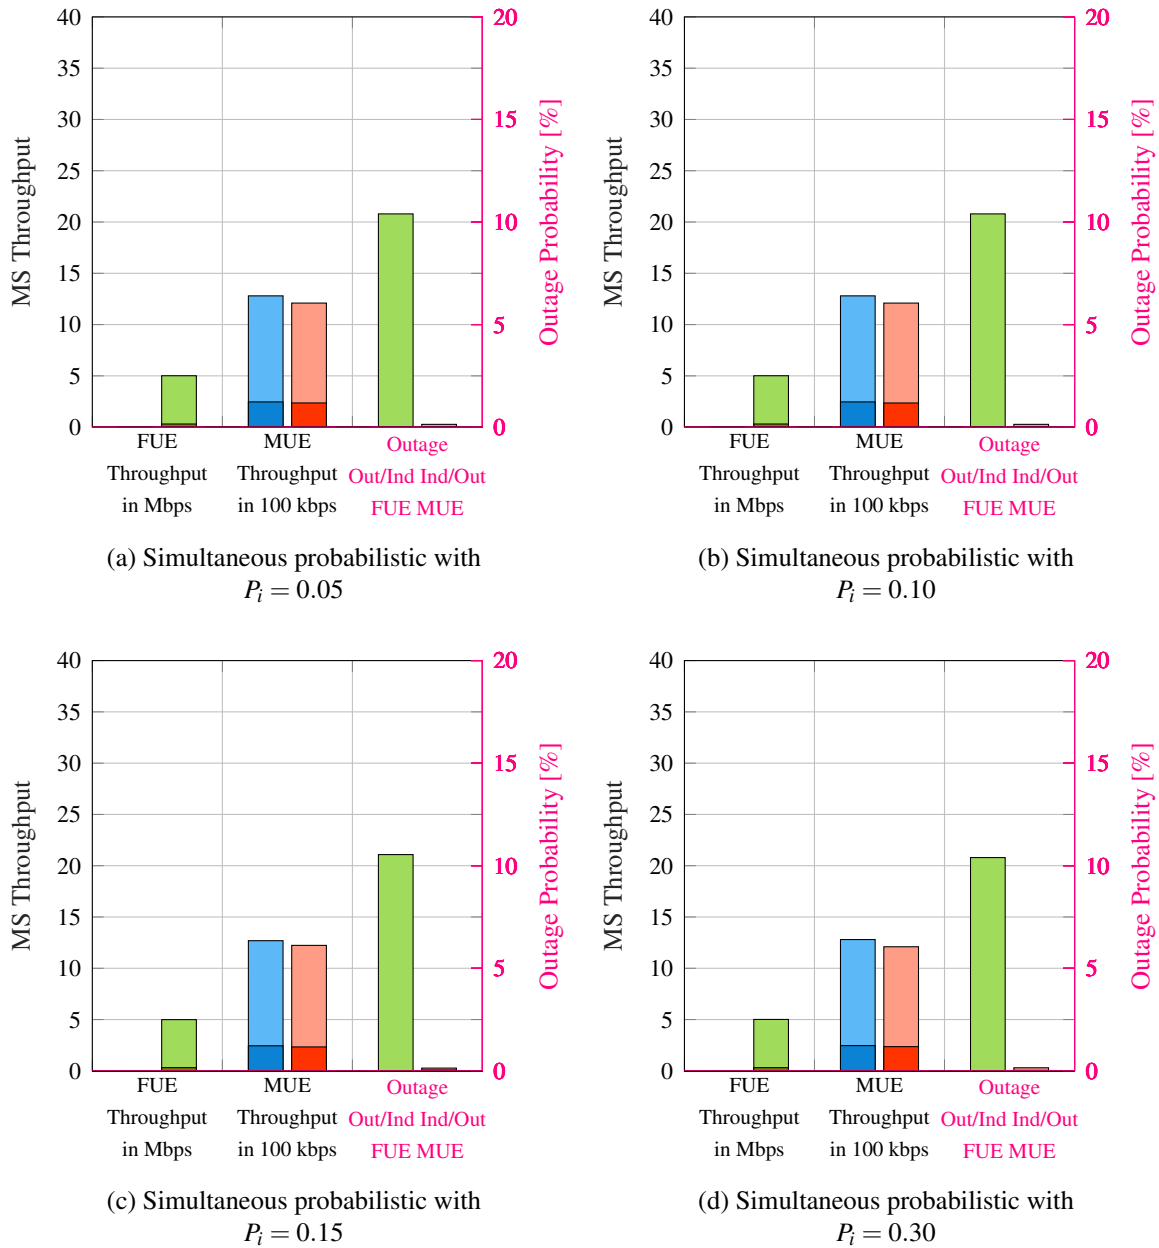 40
35
30
25
20
15
10
5
0
MS Throughput
20
15
10
5
0
Outage Probability [%]
FUE
Throughput
in Mbps
MUE
Throughput
in 100 kbps
Outage
Out/Ind Ind/Out
FUE MUE
(a) Simultaneous probabilistic with
P_i = 0.05
40
35
30
25
20
15
10
5
0
MS Throughput
20
15
10
5
0
Outage Probability [%]
FUE
Throughput
in Mbps
MUE
Throughput
in 100 kbps
Outage
Out/Ind Ind/Out
FUE MUE
(b) Simultaneous probabilistic with
P_i = 0.10
40
35
30
25
20
15
10
5
0
MS Throughput
20
15
10
5
0
Outage Probability [%]
FUE
Throughput
in Mbps
MUE
Throughput
in 100 kbps
Outage
Out/Ind Ind/Out
FUE MUE
(c) Simultaneous probabilistic with
P_i = 0.15
40
35
30
25
20
15
10
5
0
MS Throughput
20
15
10
5
0
Outage Probability [%]
FUE
Throughput
in Mbps
MUE
Throughput
in 100 kbps
Outage
Out/Ind Ind/Out
FUE MUE
(d) Simultaneous probabilistic with
P_i = 0.30